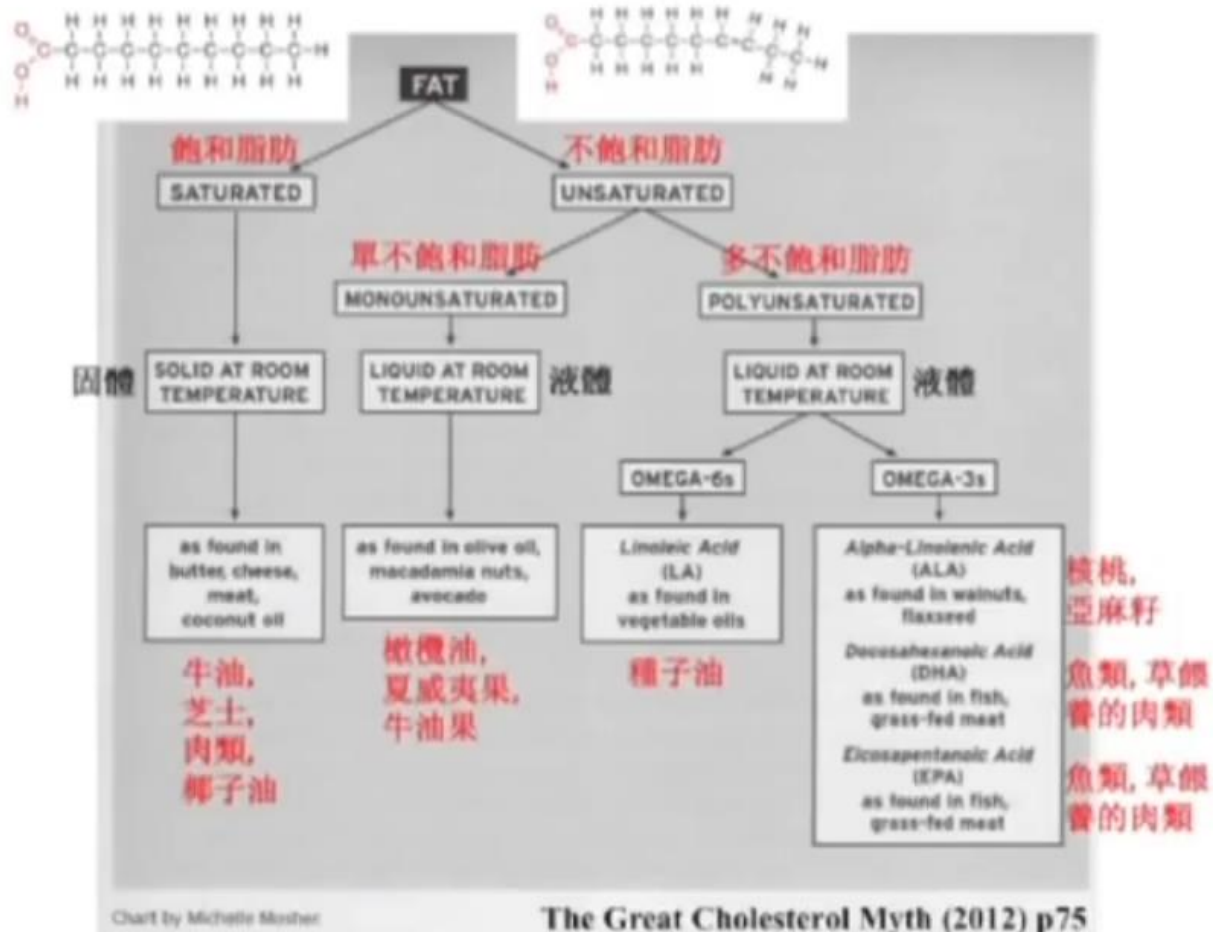 FAT
飽和脂肪
不飽和脂肪
SATURATED
UNSATURATED
單不飽和脂肪
多不飽和脂肪
MONOUNSATURATED
POLYUNSATURATED
固體
SOLID AT ROOM
TEMPERATURE
LIQUID AT ROOM
TEMPERATURE
液體
LIQUID AT ROOM
TEMPERATURE
液體
OMEGA-6s
OMEGA-3s
as found in
butter, cheese,
meat,
coconut oil
牛油,
芝士,
肉類,
椰子油
as found in olive oil,
macadamia nuts,
avocado
橄欖油,
夏威夷果,
牛油果
Linoleic Acid
(LA)
as found in
vegetable oils
種子油
Alpha-Linolenic Acid
(ALA)
as found in walnuts,
flaxseed
核桃,
亞麻籽
Docosahexanoic Acid
(DHA)
as found in fish,
grass-fed meat
魚類, 草餵
養的肉類
Eicosapentanoic Acid
(EPA)
as found in fish,
grass-fed meat
魚類, 草餵
養的肉類
Chart by Michelle Mosher
The Great Cholesterol Myth (2012) p75